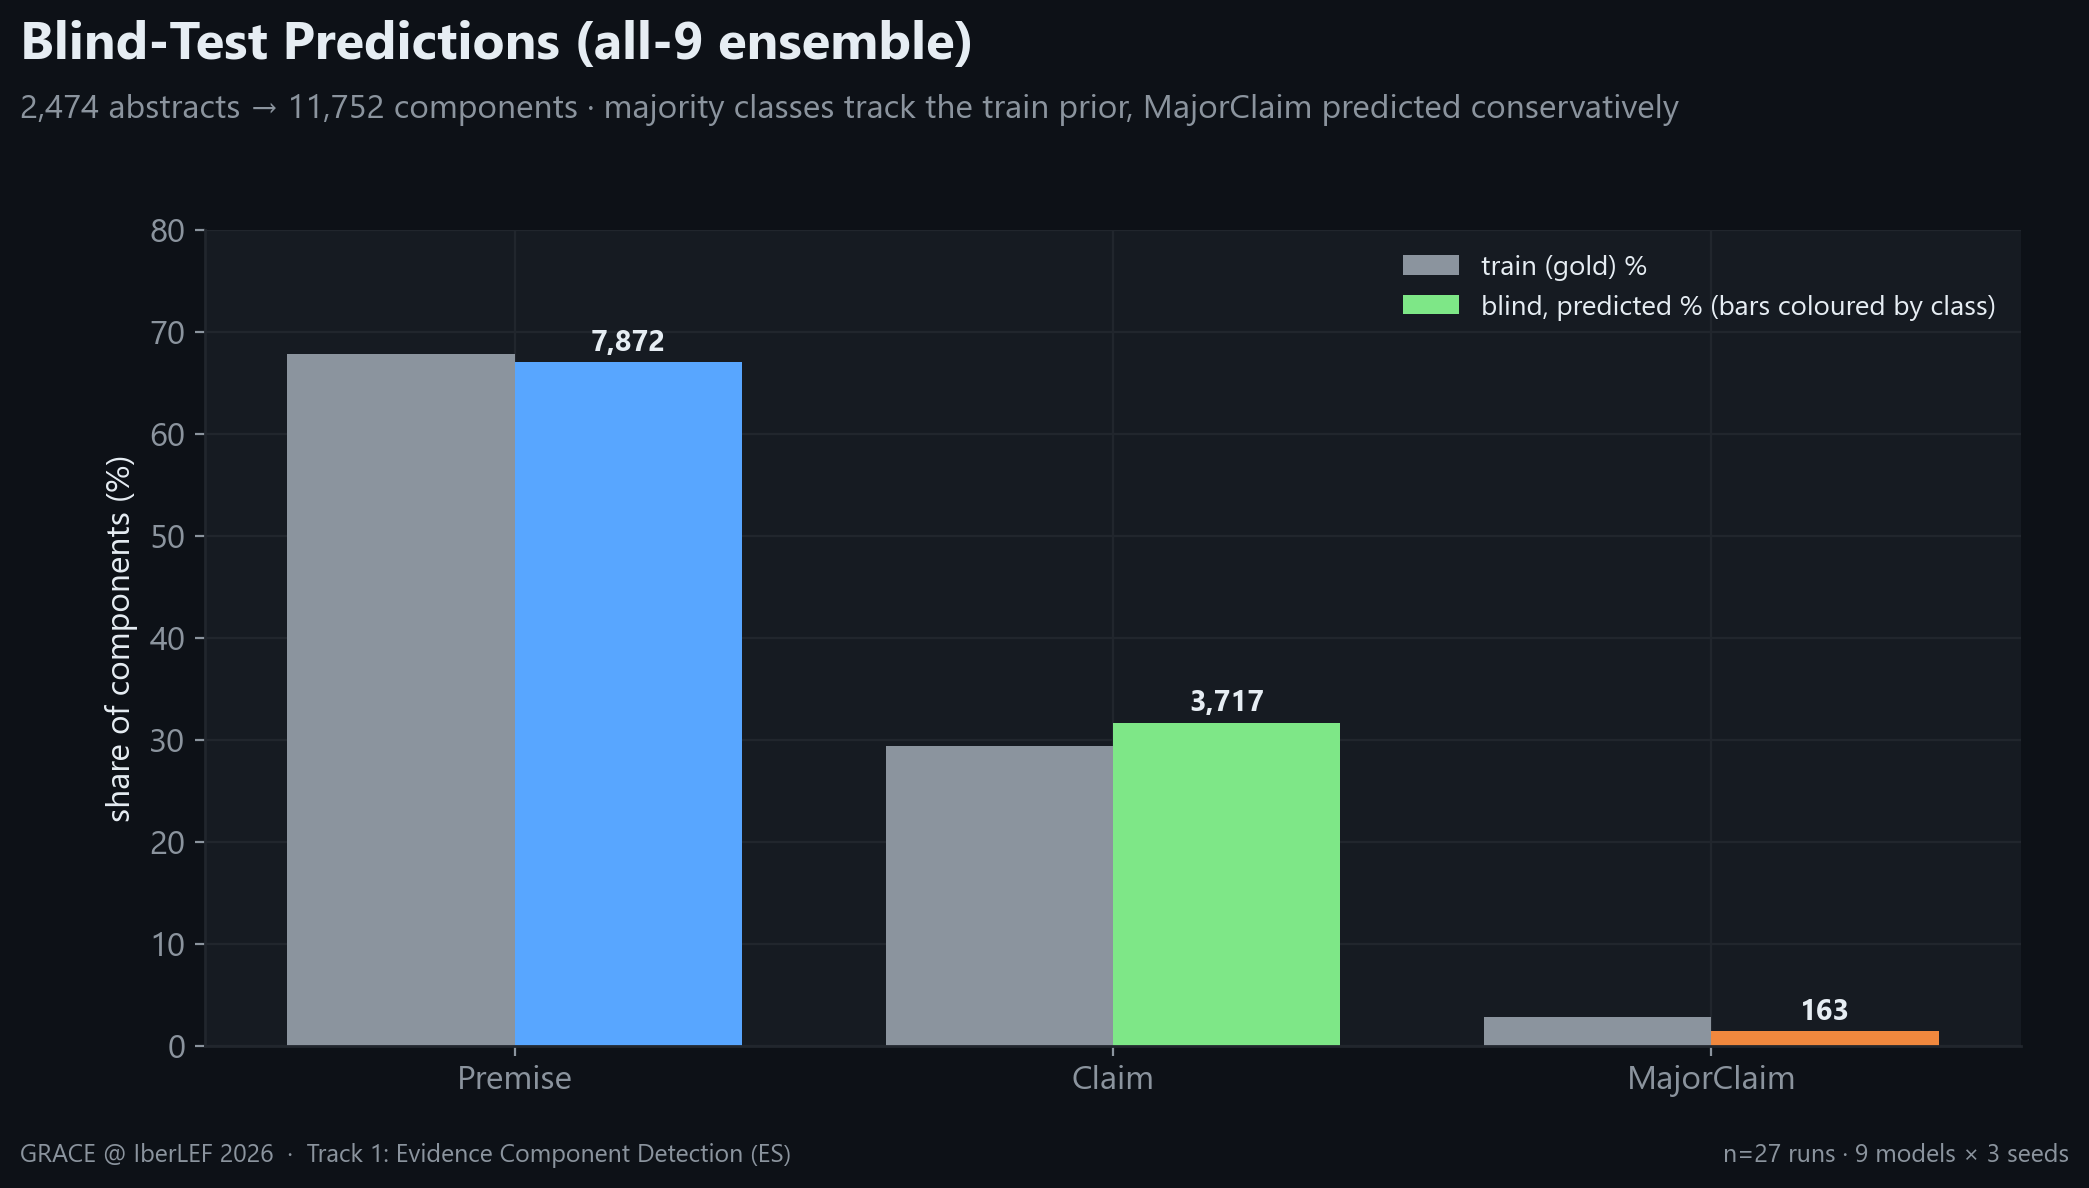 Blind-Test Predictions (all-9 ensemble)
2,474 abstracts → 11,752 components · majority classes track the train prior, MajorClaim predicted conservatively
train (gold) %
blind, predicted % (bars coloured by class)
share of components (%)
80
70
60
50
40
30
20
10
0
7,872
3,717
163
Premise
Claim
MajorClaim
GRACE @ IberLEF 2026 · Track 1: Evidence Component Detection (ES)
n=27 runs · 9 models × 3 seeds